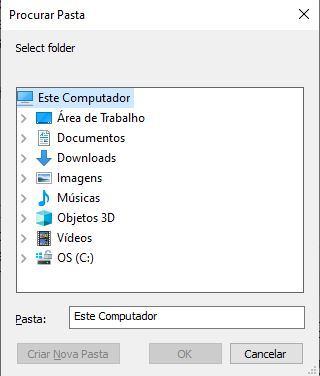 Procurar Pasta
Select folder
Este Computador
Área de Trabalho
Documentos
Downloads
Imagens
Músicas
Objetos 3D
Vídeos
OS (C:)
Pasta: Este Computador
Criar Nova Pasta OK Cancelar